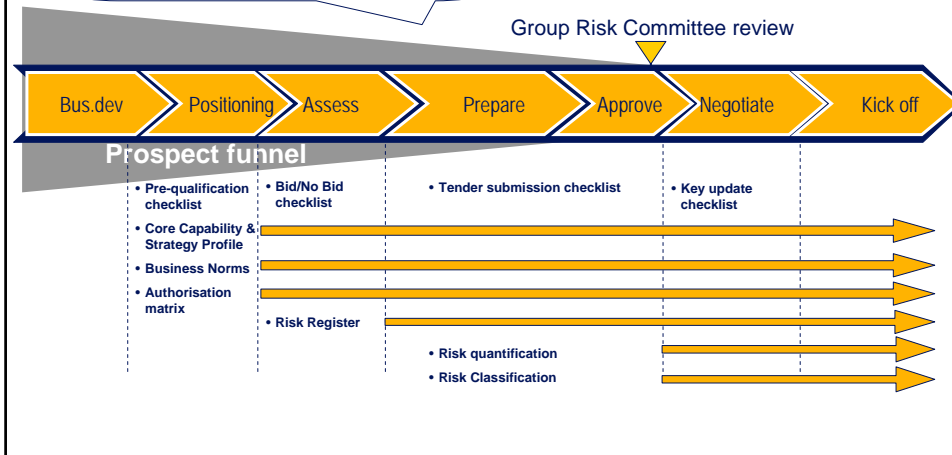 Group Risk Committee review
Bus.dev
Positioning
Assess
Prepare
Approve
Negotiate
Kick off
Prospect funnel
• Pre-qualification
checklist
• Core Capability &
Strategy Profile
• Business Norms
• Authorisation
matrix
• Bid/No Bid
checklist
• Risk Register
• Tender submission checklist
• Risk quantification
• Risk Classification
• Key update
checklist